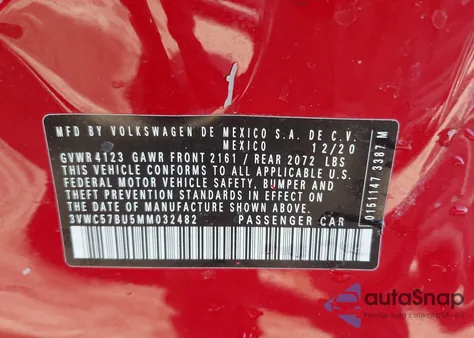 MFD. BY VOLKSWAGEN DE MEXICO S.A. DE C.V.
MEXICO 12/20
GVWR 4123 GAWR FRONT 2161 / REAR 2072 LBS
THIS VEHICLE CONFORMS TO ALL APPLICABLE U.S.
FEDERAL MOTOR VEHICLE SAFETY, BUMPER AND
THEFT PREVENTION STANDARDS IN EFFECT ON THE
DATE OF MANUFACTURE SHOWN ABOVE.
3VWC57BU5MM032482 PASSENGER CAR
0151147 3387 M
autoSnap